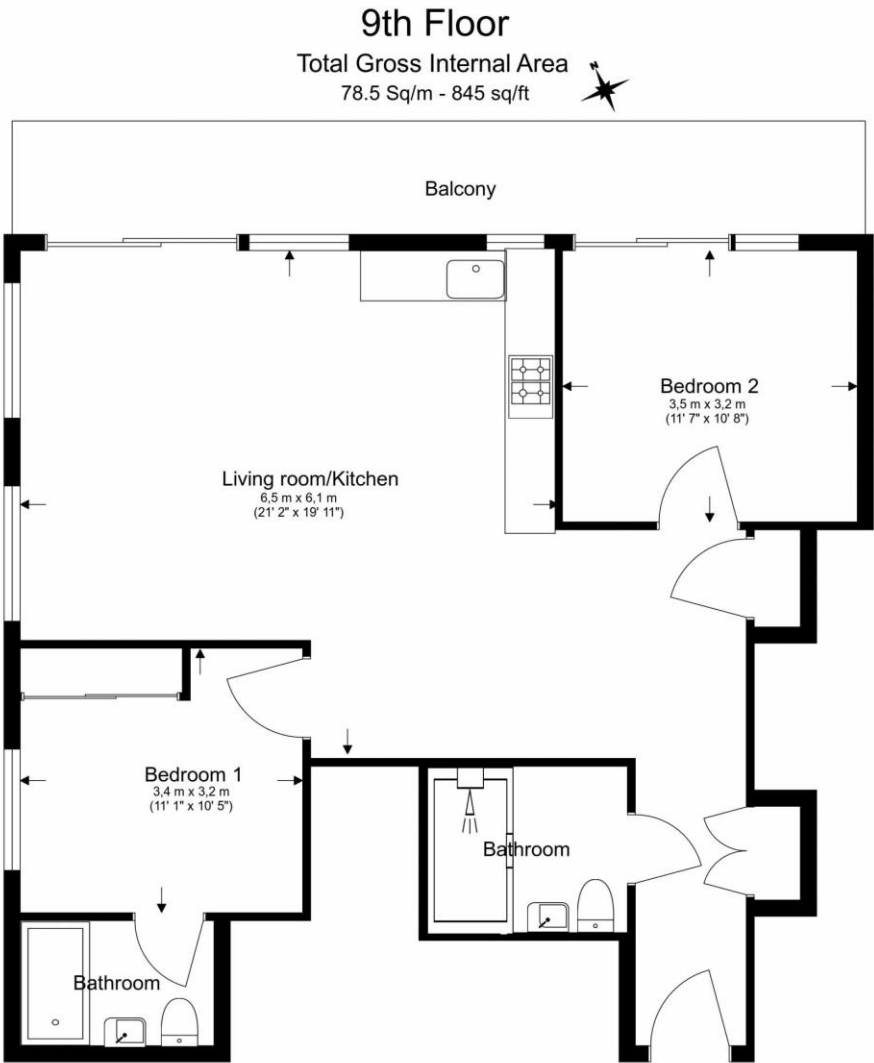 9th Floor
Total Gross Internal Area
N
78.5 Sq/m - 845 sq/ft
Balcony
Bedroom 2
3,5 m x 3,2 m
(11' 7" x 10' 8")
Living room/Kitchen
6,5 m x 6,1 m
(21' 2" x 19' 11")
Bedroom 1
3,4 m x 3,2 m
(11' 1" x 10' 5")
Bathroom
Bathroom